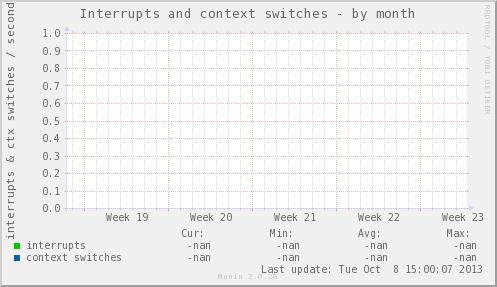 Interrupts and context switches - by month
RRDTOOL / TOBI OETIKER
interrupts & ctx switches / second
1.0
0.9
0.8
0.7
0.6
0.5
0.4
0.3
0.2
0.1
0.0
Week 19 Week 20 Week 21 Week 22 Week 23
Cur: Min: Avg: Max:
interrupts -nan -nan -nan -nan
context switches -nan -nan -nan -nan
Last update: Tue Oct  8 15:00:07 2013
Munin 2.0.20